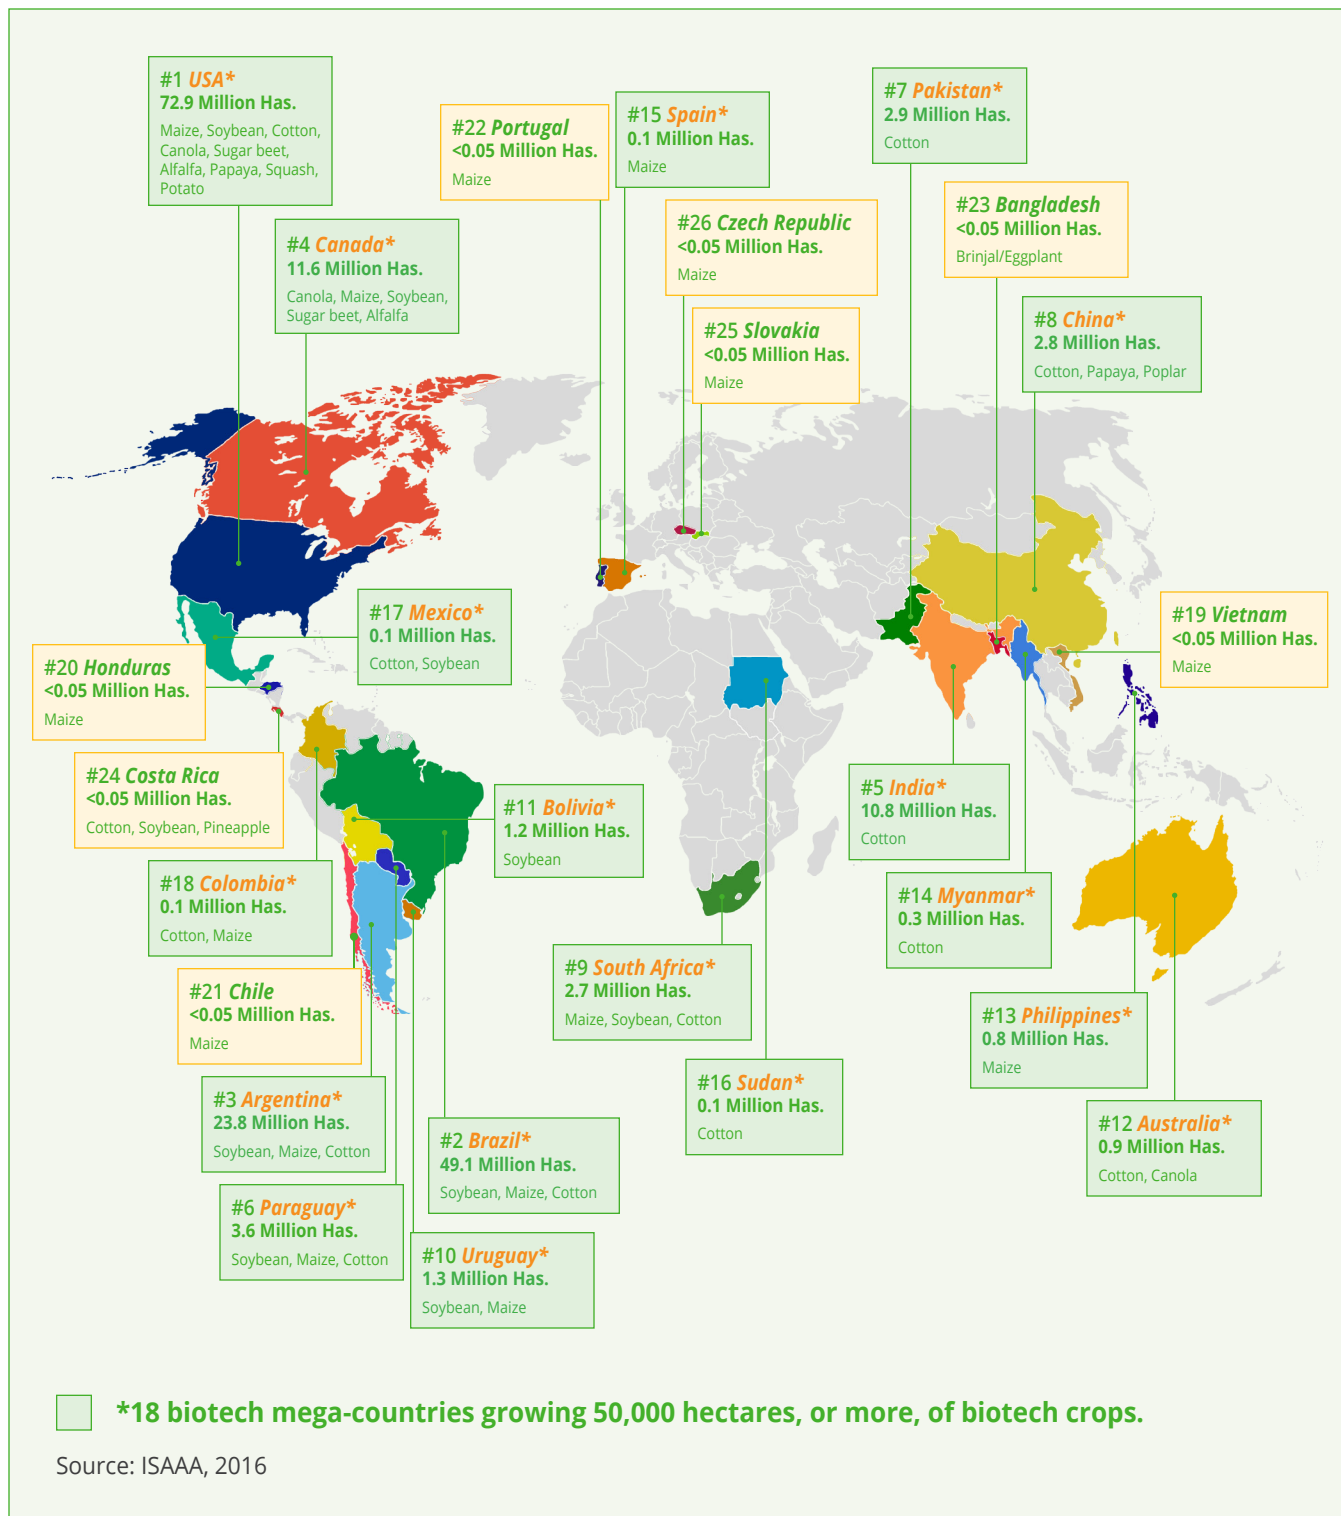 #1 USA*
72.9 Million Has.
Maize, Soybean, Cotton,
Canola, Sugar beet,
Alfalfa, Papaya, Squash,
Potato
#4 Canada*
11.6 Million Has.
Canola, Maize, Soybean,
Sugar beet, Alfalfa
#22 Portugal
<0.05 Million Has.
Maize
#15 Spain*
0.1 Million Has.
Maize
#26 Czech Republic
<0.05 Million Has.
Maize
#25 Slovakia
<0.05 Million Has.
Maize
#7 Pakistan*
2.9 Million Has.
Cotton
#23 Bangladesh
<0.05 Million Has.
Brinjal/Eggplant
#8 China*
2.8 Million Has.
Cotton, Papaya, Poplar
#17 Mexico*
0.1 Million Has.
Cotton, Soybean
#19 Vietnam
<0.05 Million Has.
Maize
#20 Honduras
<0.05 Million Has.
Maize
#24 Costa Rica
<0.05 Million Has.
Cotton, Soybean, Pineapple
#11 Bolivia*
1.2 Million Has.
Soybean
#5 India*
10.8 Million Has.
Cotton
#18 Colombia*
0.1 Million Has.
Cotton, Maize
#14 Myanmar*
0.3 Million Has.
Cotton
#9 South Africa*
2.7 Million Has.
Maize, Soybean, Cotton
#21 Chile
<0.05 Million Has.
Maize
#13 Philippines*
0.8 Million Has.
Maize
#16 Sudan*
0.1 Million Has.
Cotton
#3 Argentina*
23.8 Million Has.
Soybean, Maize, Cotton
#2 Brazil*
49.1 Million Has.
Soybean, Maize, Cotton
#12 Australia*
0.9 Million Has.
Cotton, Canola
#6 Paraguay*
3.6 Million Has.
Soybean, Maize, Cotton
#10 Uruguay*
1.3 Million Has.
Soybean, Maize
*18 biotech mega-countries growing 50,000 hectares, or more, of biotech crops.
Source: ISAAA, 2016